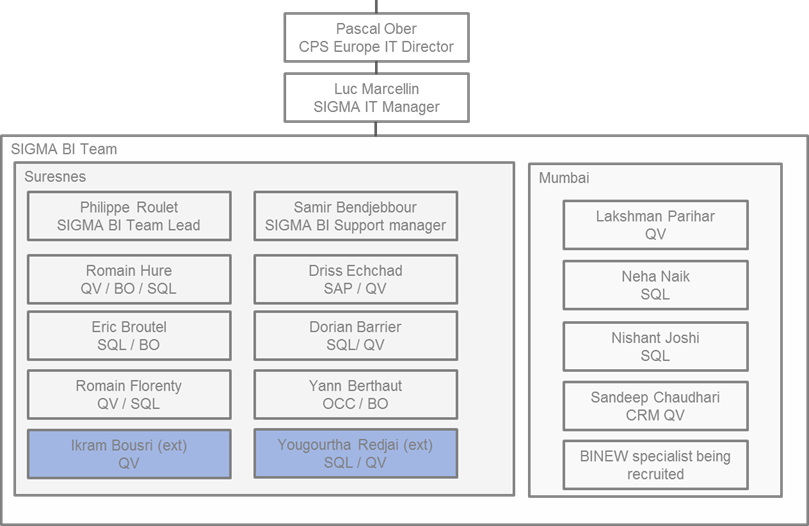 Pascal Ober
CPS Europe IT Director
Luc Marcellin
SIGMA IT Manager
SIGMA BI Team
Suresnes
Philippe Roulet
SIGMA BI Team Lead
Samir Bendjebbour
SIGMA BI Support manager
Romain Hure
QV / BO / SQL
Driss Echchad
SAP / QV
Eric Broutel
SQL / BO
Dorian Barrier
SQL/ QV
Romain Florenty
QV / SQL
Yann Berthaut
OCC / BO
Ikram Bousri (ext)
QV
Yougourtha Redjai (ext)
SQL / QV
Mumbai
Lakshman Parihar
QV
Neha Naik
SQL
Nishant Joshi
SQL
Sandeep Chaudhari
CRM QV
BINEW specialist being
recruited